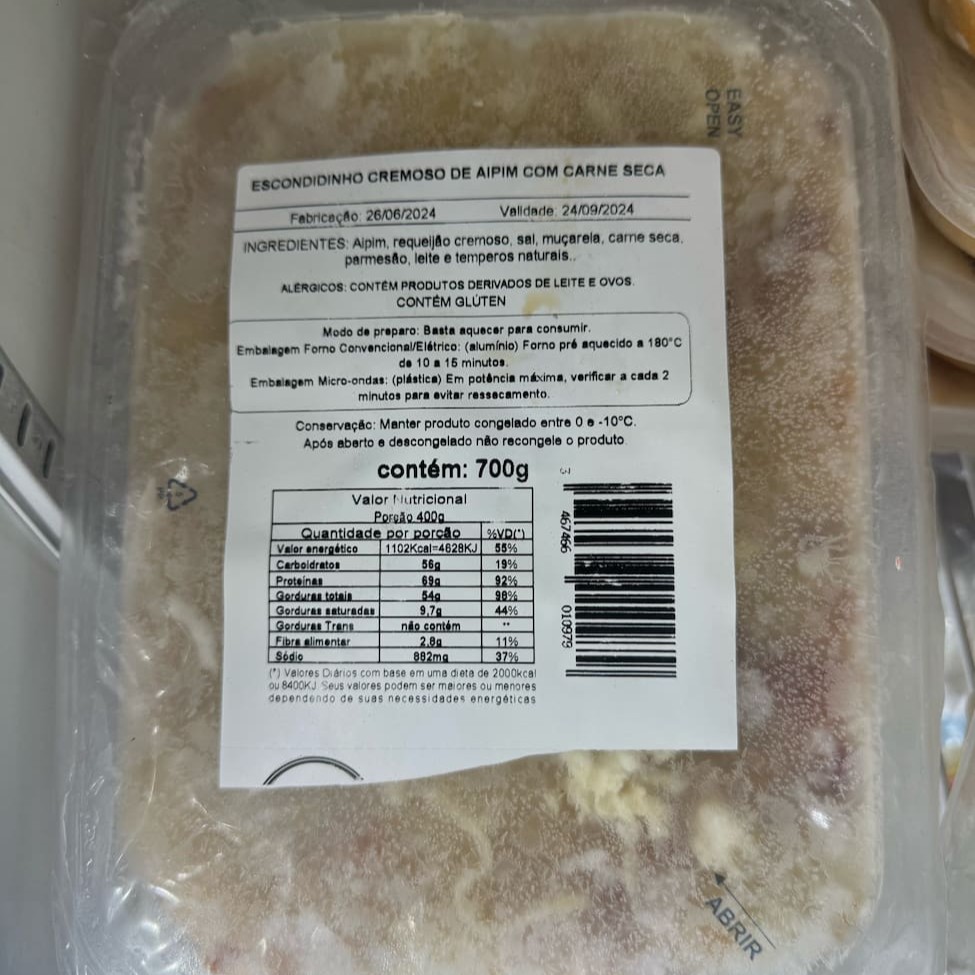 EASY
OPEN
ESCONDIDINHO CREMOSO DE AIPIM COM CARNE SECA
Fabricação: 26/06/2024 Validade: 24/09/2024
INGREDIENTES: Aipim, requeijão cremoso, sal, muçarela, carne seca,
parmesão, leite e temperos naturais..
ALÉRGICOS: CONTÉM PRODUTOS DERIVADOS DE LEITE E OVOS.
CONTÉM GLÚTEN
Modo de preparo: Basta aquecer para consumir.
Embalagem Forno Convencional/Elétrico: (alumínio) Forno pré aquecido a 180°C
de 10 a 15 minutos.
Embalagem Micro-ondas: (plástica) Em potência máxima, verificar a cada 2
minutos para evitar ressecamento.
Conservação: Manter produto congelado entre 0 e -10°C.
Após aberto e descongelado não recongele o produto.
contém: 700g
Valor Nutricional
Porção 400g
Quantidade por porção %VD(*)
Valor energético 1102Kcal=4628KJ 55%
Carboidratos 56g 19%
Proteínas 69g 92%
Gorduras totais 54g 98%
Gorduras saturadas 9,7g 44%
Gorduras Trans não contém **
Fibra alimentar 2,8g 11%
Sódio 882mg 37%
(*) Valores Diários com base em uma dieta de 2000kcal
ou 8400KJ Seus valores podem ser maiores ou menores
dependendo de suas necessidades energéticas
3 467466 010979
ABRIR